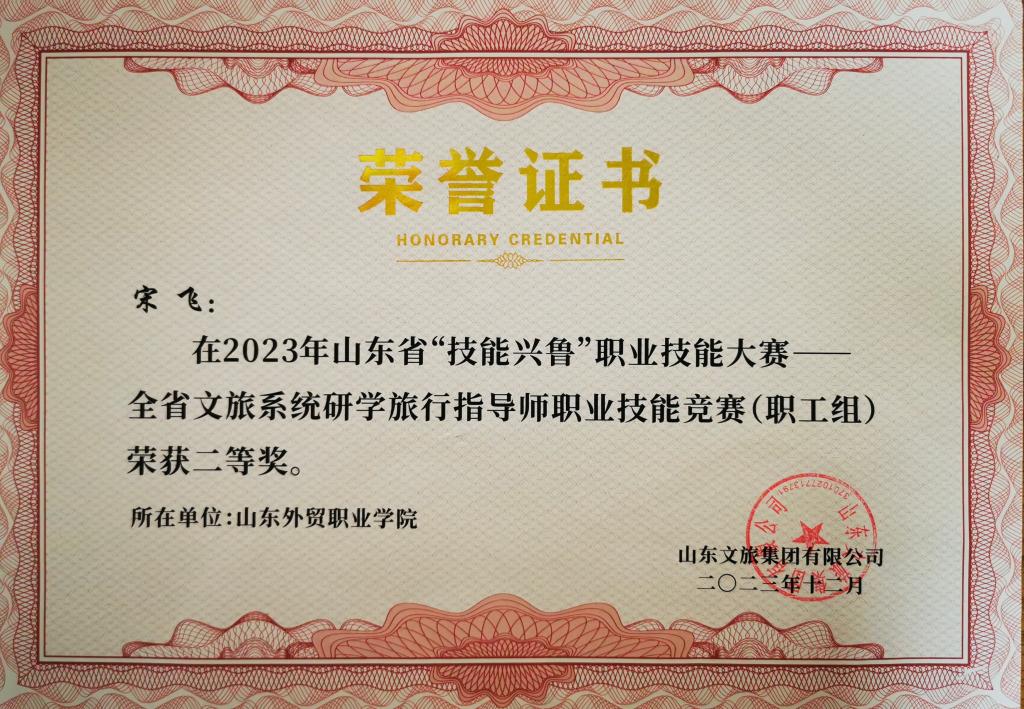 荣誉证书
HONORARY CREDENTIAL
宋 飞：
在2023年山东省“技能兴鲁”职业技能大赛——
全省文旅系统研学旅行指导师职业技能竞赛(职工组)
荣获二等奖。
所在单位:山东外贸职业学院
山东文旅集团有限公司
二〇二三年十二月